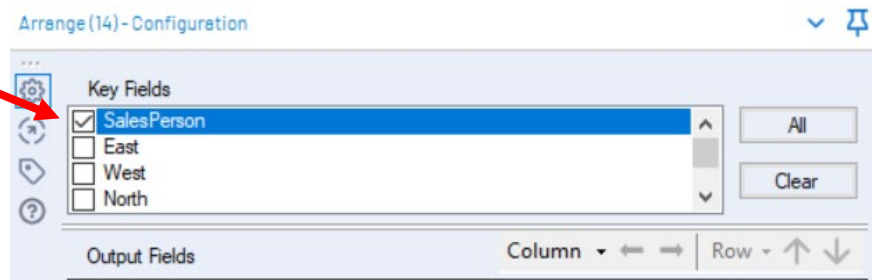 Arrange (14) - Configuration
Key Fields
SalesPerson
East
West
North
All
Clear
Output Fields
Column
Row